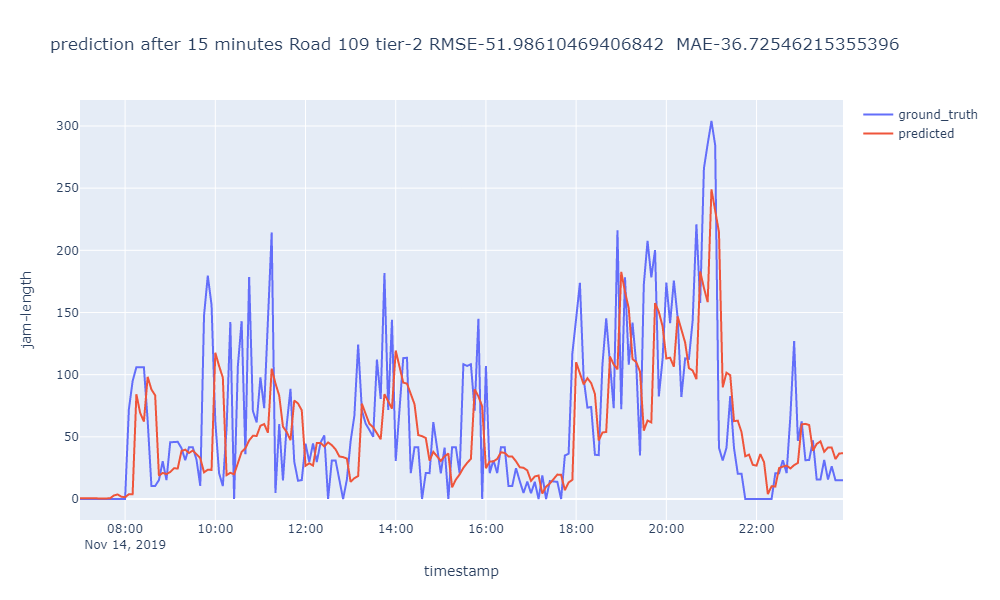 prediction after 15 minutes Road 109 tier-2 RMSE-51.98610469406842  MAE-36.72546215355396
ground_truth
predicted
300
250
200
150
100
50
0
jam-length
08:00 10:00 12:00 14:00 16:00 18:00 20:00 22:00
Nov 14, 2019
timestamp